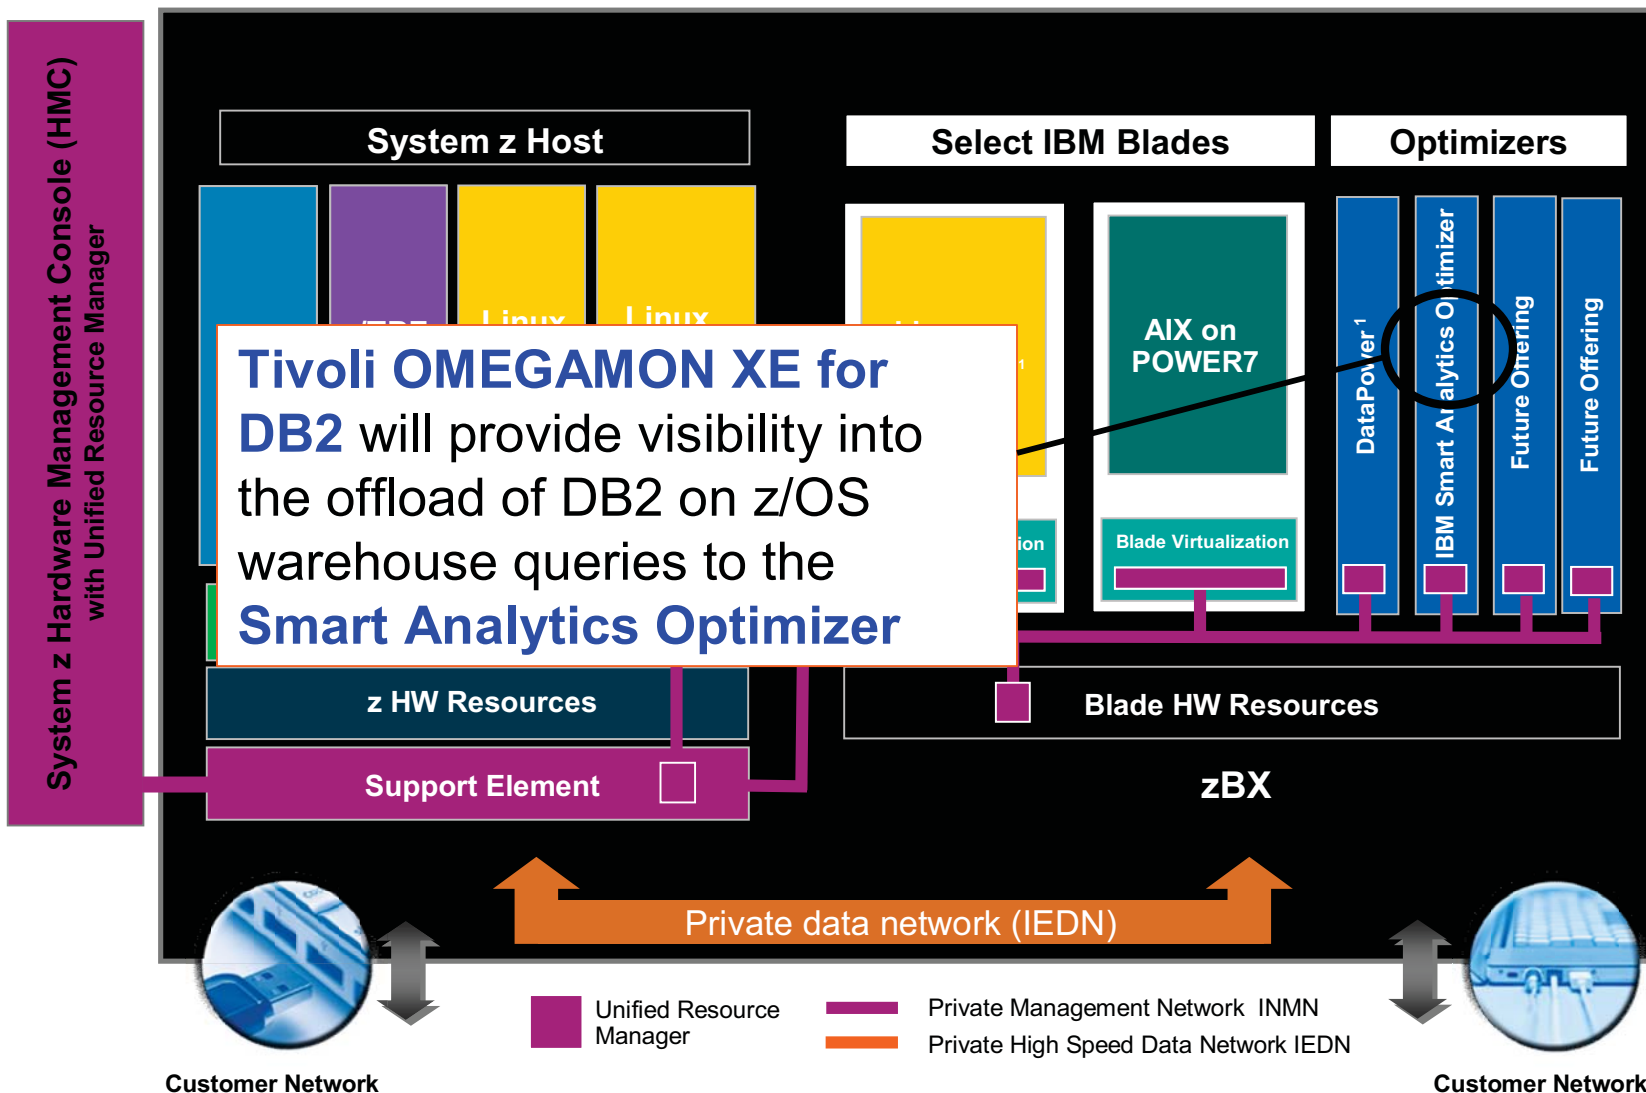 System z Hardware Management Console (HMC)
with Unified Resource Manager
System z Host
Select IBM Blades
Optimizers
Linux
Linux
AIX on
POWER7
1
DataPower 1
IBM Smart Analytics Optimizer
Future Offering
Future Offering
Tivoli OMEGAMON XE for
DB2 will provide visibility into
the offload of DB2 on z/OS
warehouse queries to the
Smart Analytics Optimizer
Blade Virtualization
z HW Resources
Blade HW Resources
Support Element
zBX
Private data network (IEDN)
Unified Resource
Manager
Private Management Network INMN
Private High Speed Data Network IEDN
Customer Network
Customer Network